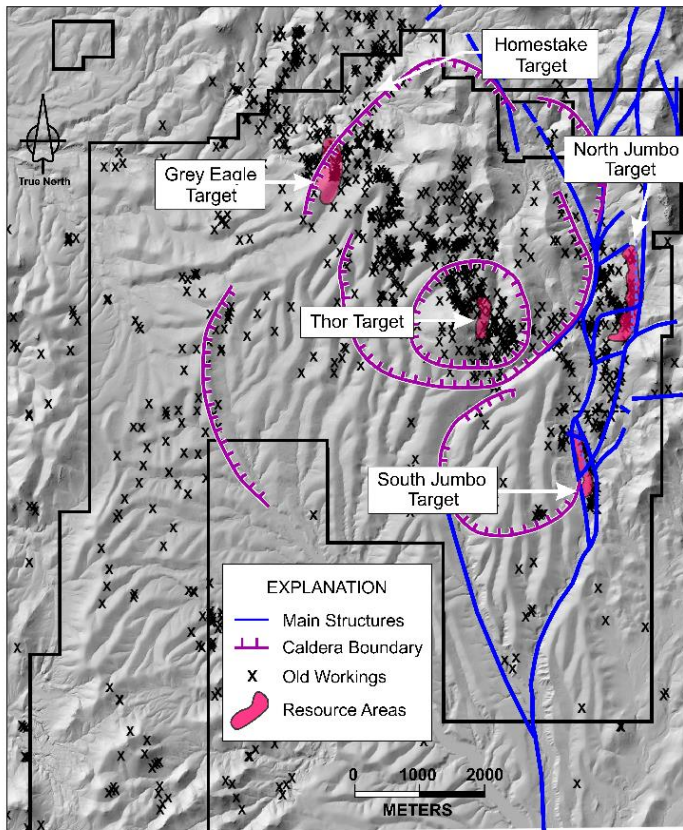 Homestake
Target
North Jumbo
Target
True North
Grey Eagle
Target
Thor Target
South Jumbo
Target
EXPLANATION
Main Structures
Caldera Boundary
X Old Workings
Resource Areas
0 1000 2000
METERS